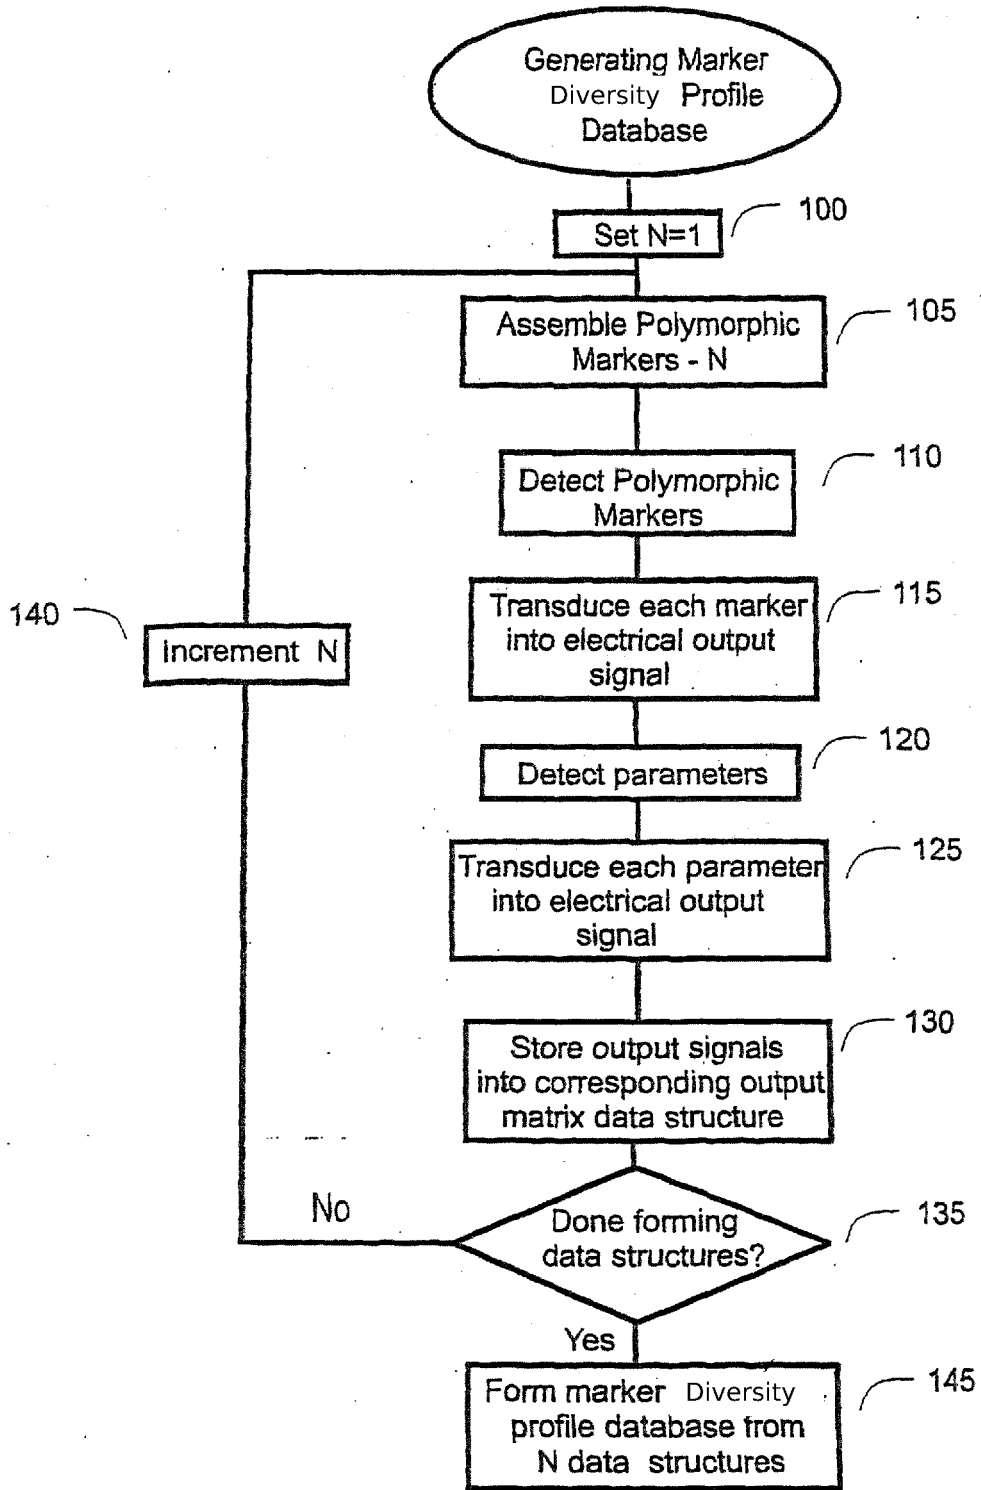 Generating Marker
Diversity Profile
Database
100
Set N=1
105
Assemble Polymorphic
Markers - N
110
Detect Polymorphic
Markers
115
Transduce each marker
into electrical output
signal
140
Increment N
120
Detect parameters
125
Transduce each parameter
into electrical output
signal
130
Store output signals
into corresponding output
matrix data structure
No
135
Done forming
data structures?
Yes
145
Form marker Diversity
profile database from
N data structures